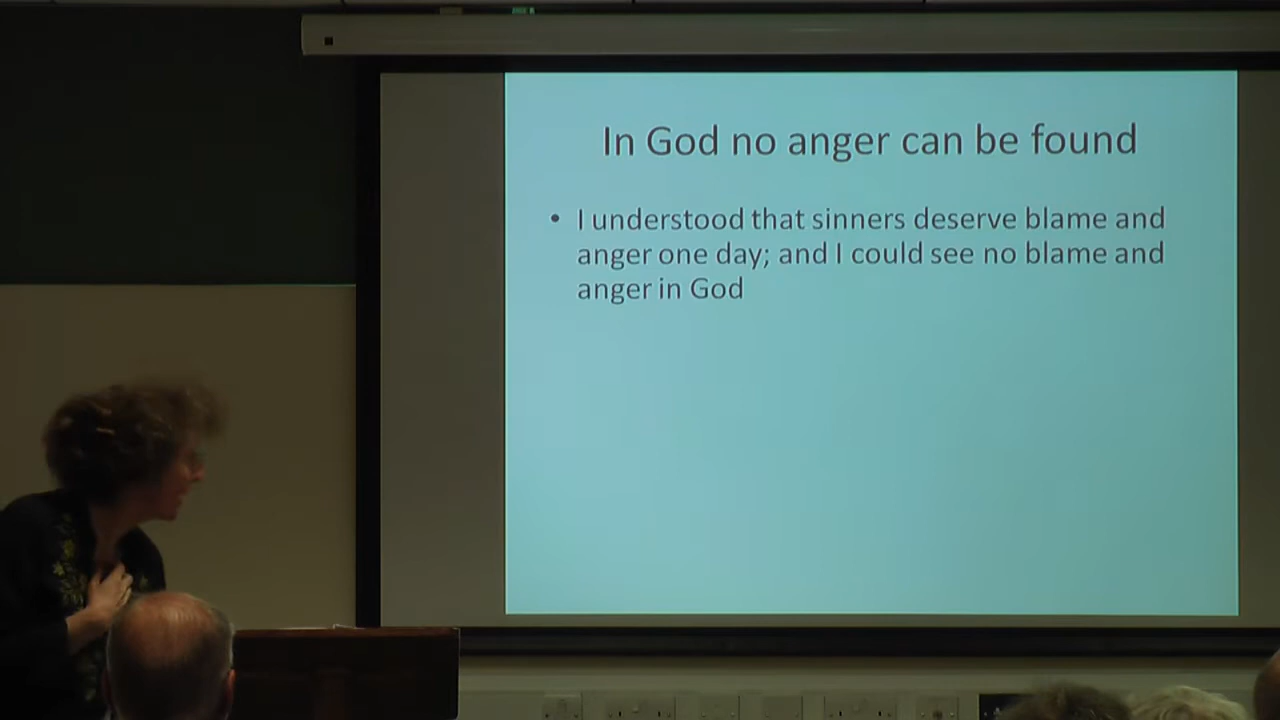 In God no anger can be found
• I understood that sinners deserve blame and
anger one day; and I could see no blame and
anger in God